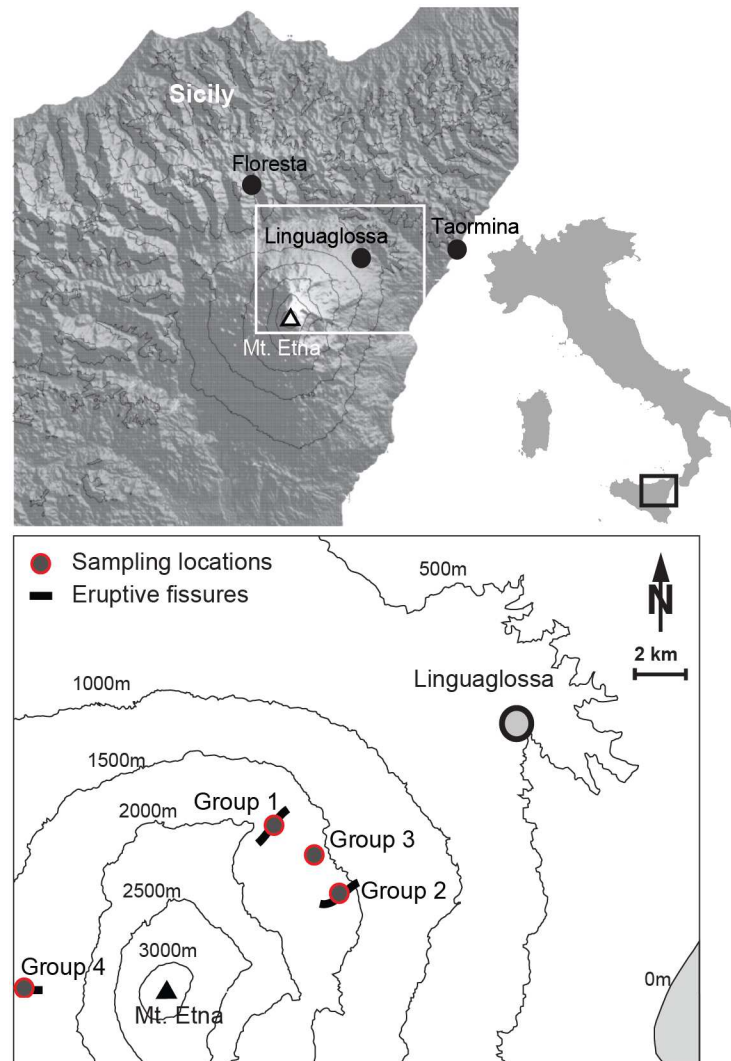 Sicily
Floresta
Linguaglossa
Taormina
Mt. Etna
Sampling locations
Eruptive fissures
500m
N
2 km
Linguaglossa
1000m
1500m
2000m
Group 1
Group 3
2500m
Group 2
3000m
Group 4
Mt. Etna
0m